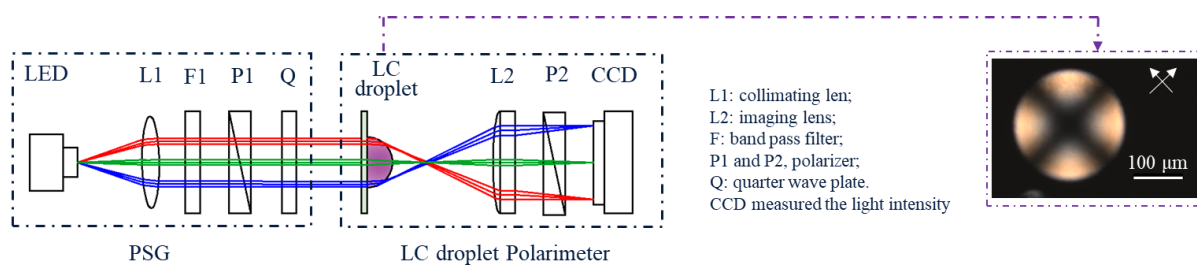 LED
L1
F1
P1
Q
LC
droplet
L2
P2
CCD
L1: collimating len;
L2: imaging lens;
F: band pass filter;
P1 and P2, polarizer;
Q: quarter wave plate.
CCD measured the light intensity
100 μm
PSG
LC droplet Polarimeter